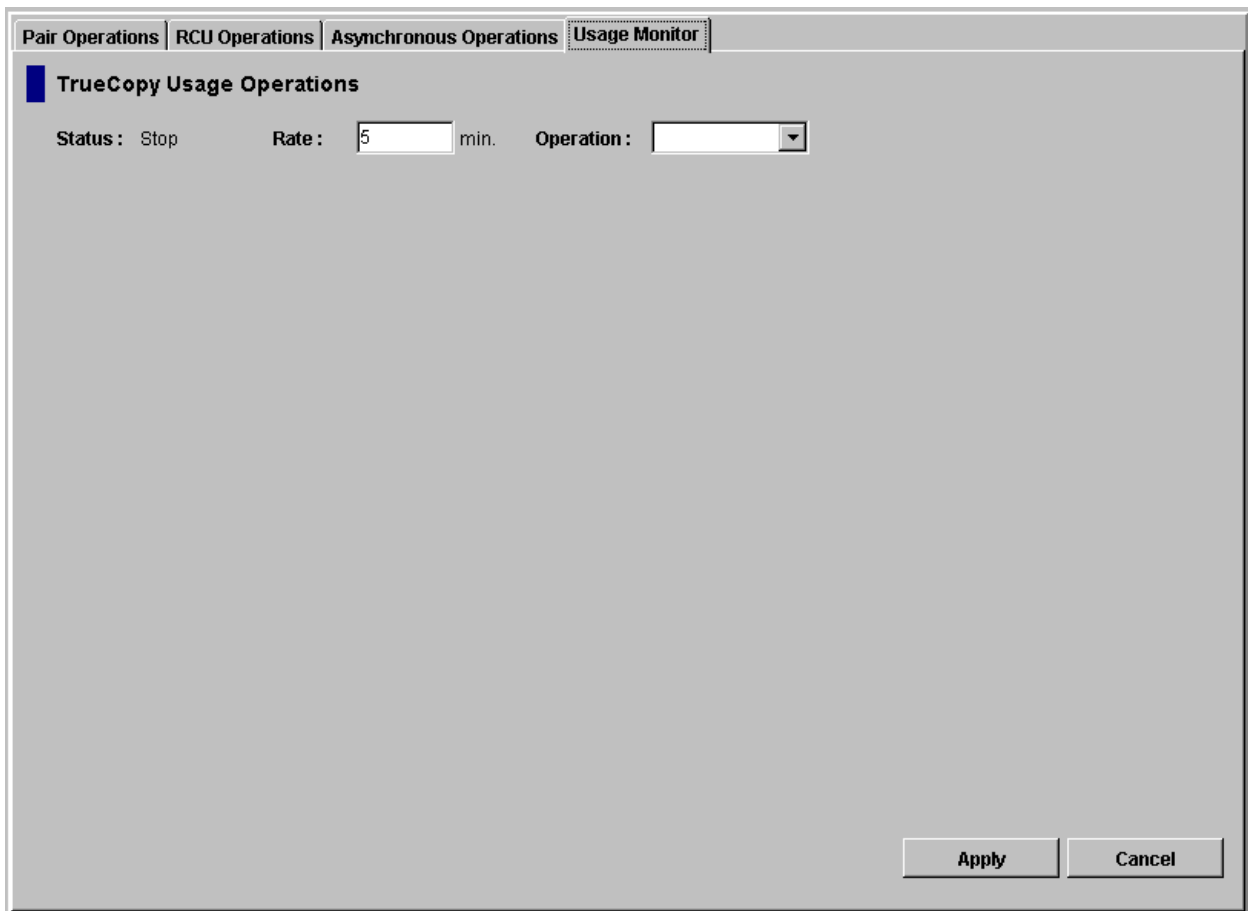 Pair Operations RCU Operations Asynchronous Operations Usage Monitor
TrueCopy Usage Operations
Status : Stop Rate : 5 min. Operation :
Apply Cancel